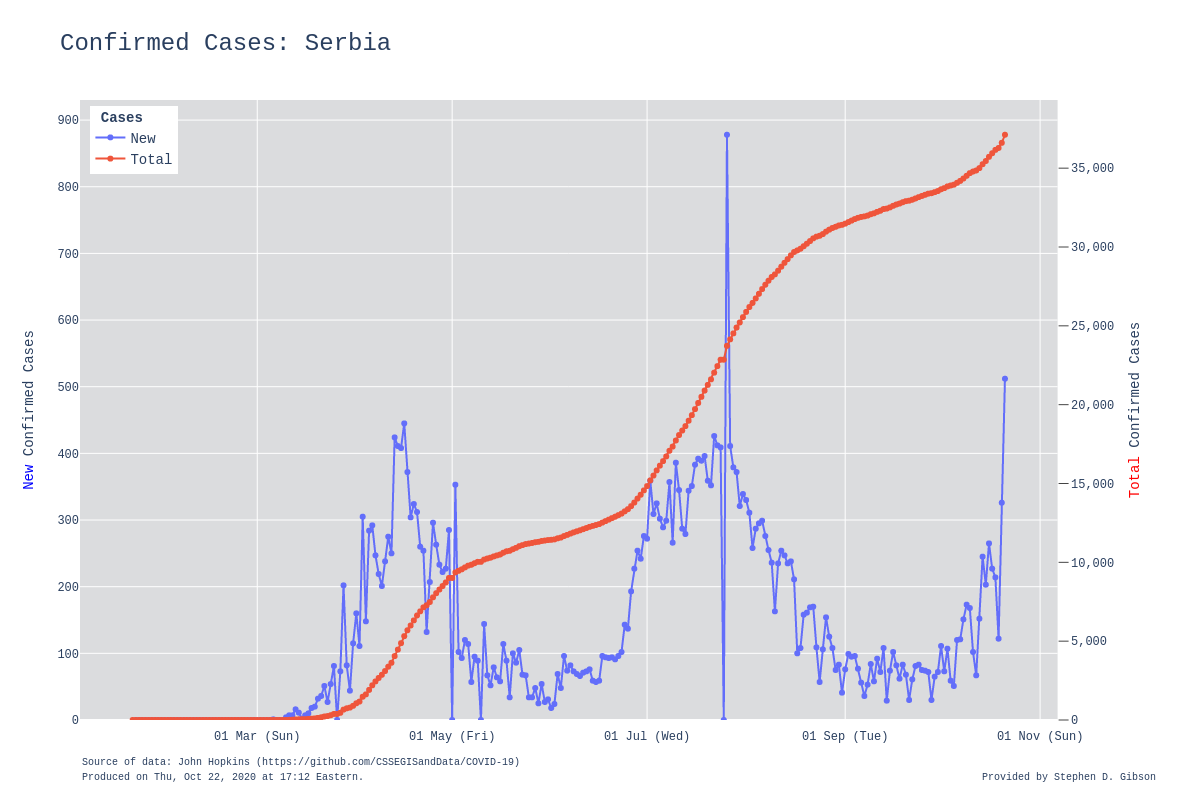 Confirmed Cases: Serbia
Cases
New
Total
900
800
700
600
500
400
300
200
100
0
New Confirmed Cases
35,000
30,000
25,000
20,000
15,000
10,000
5,000
0
Total Confirmed Cases
01 Mar (Sun) 01 May (Fri) 01 Jul (Wed) 01 Sep (Tue) 01 Nov (Sun)
Source of data: John Hopkins (https://github.com/CSSEGISandData/COVID-19)
Produced on Thu, Oct 22, 2020 at 17:12 Eastern.
Provided by Stephen D. Gibson